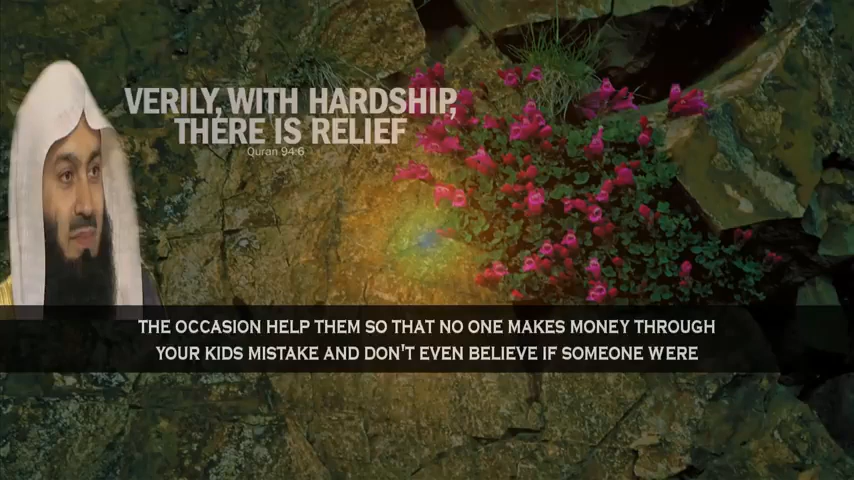 VERILY, WITH HARDSHIP,
THERE IS RELIEF
Quran 94:6
THE OCCASION HELP THEM SO THAT NO ONE MAKES MONEY THROUGH
YOUR KIDS MISTAKE AND DON'T EVEN BELIEVE IF SOMEONE WERE